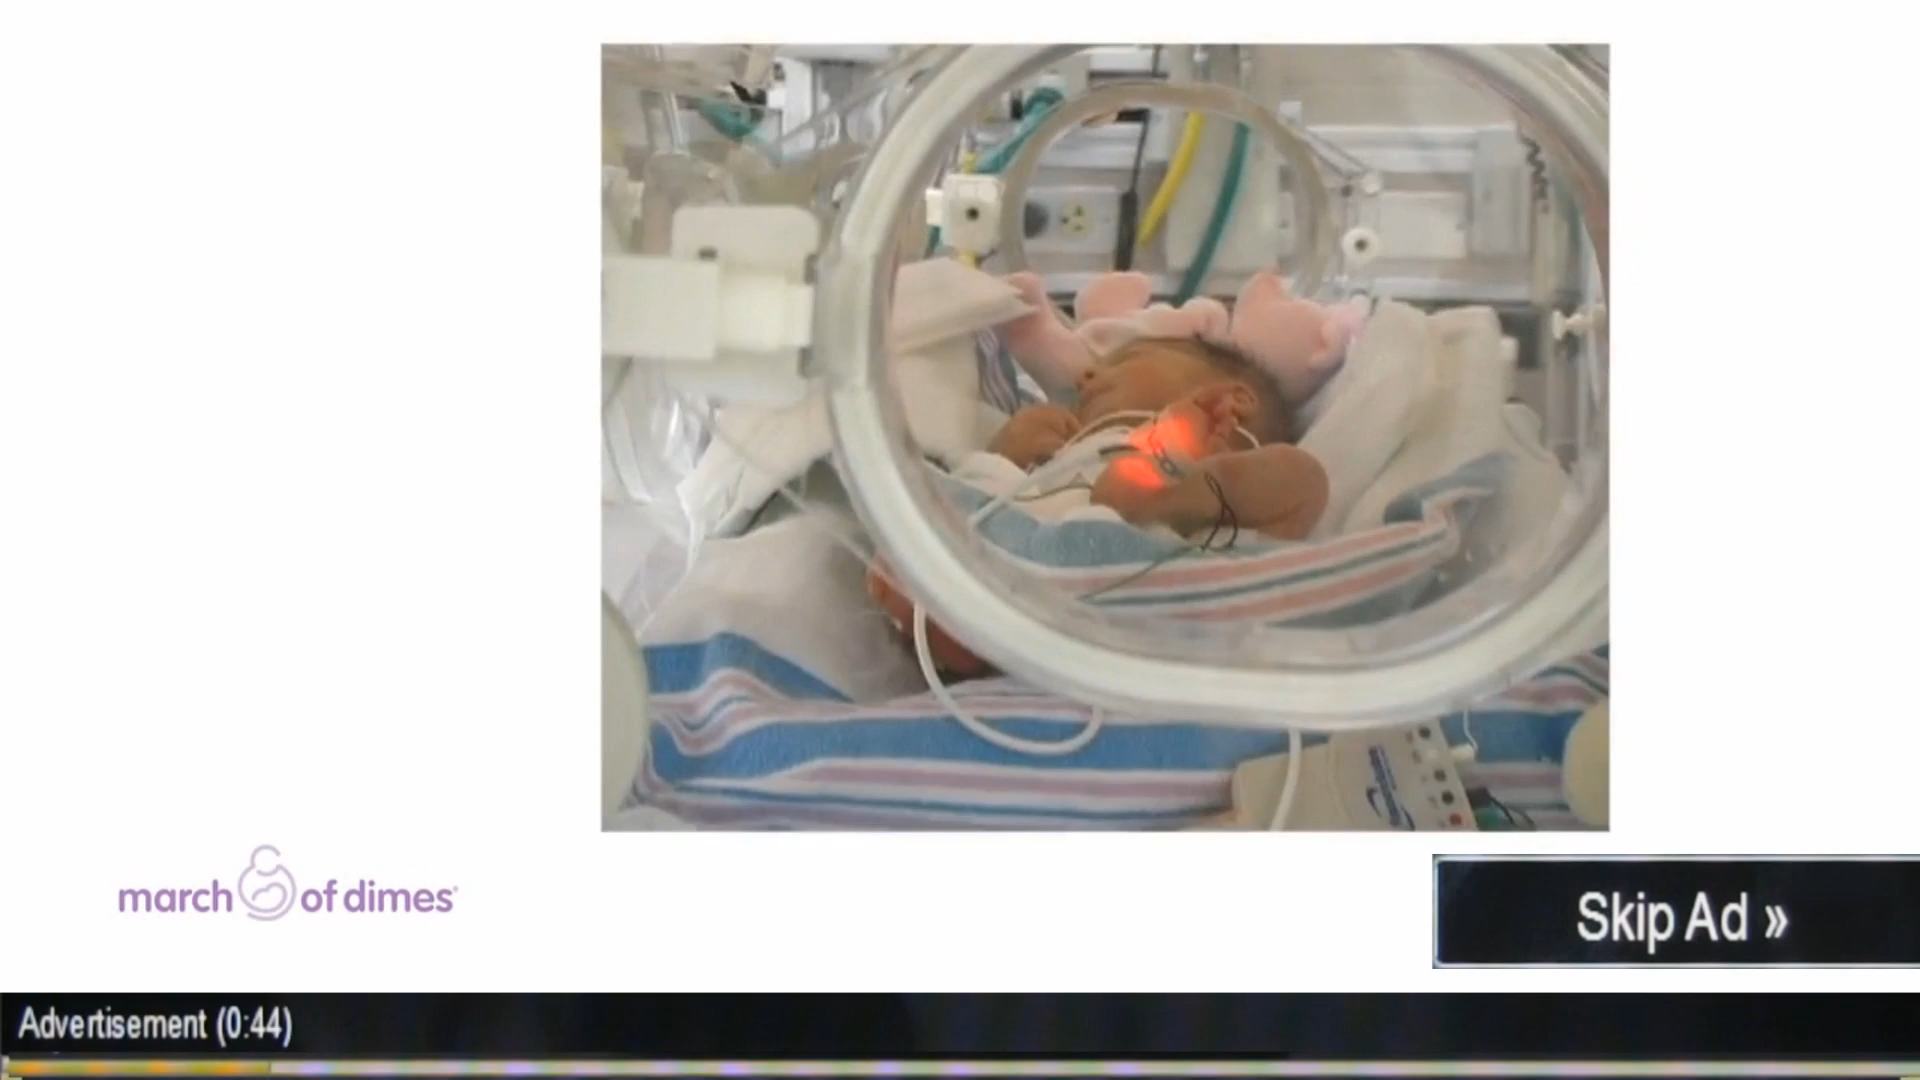 march of dimes
Skip Ad »
Advertisement (0:44)